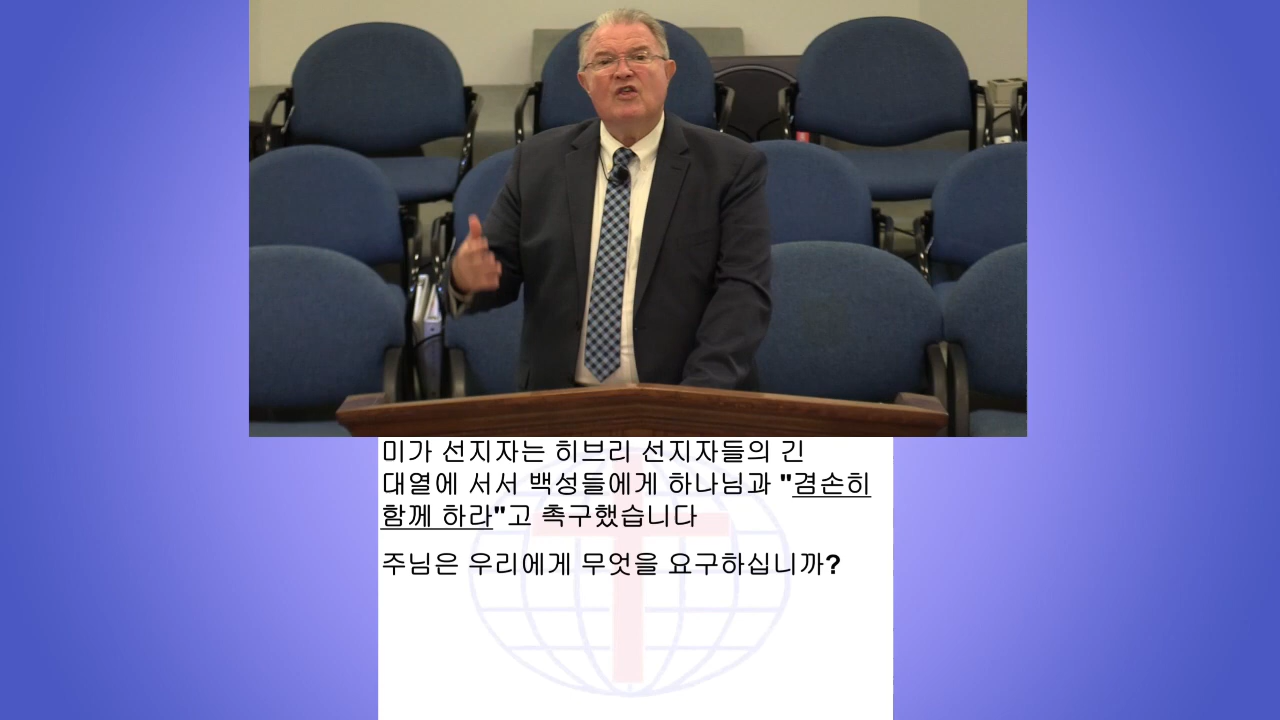 미가 선지자는 히브리 선지자들의 긴
대열에 서서 백성들에게 하나님과 "겸손히
함께 하라"고 촉구했습니다
주님은 우리에게 무엇을 요구하십니까?